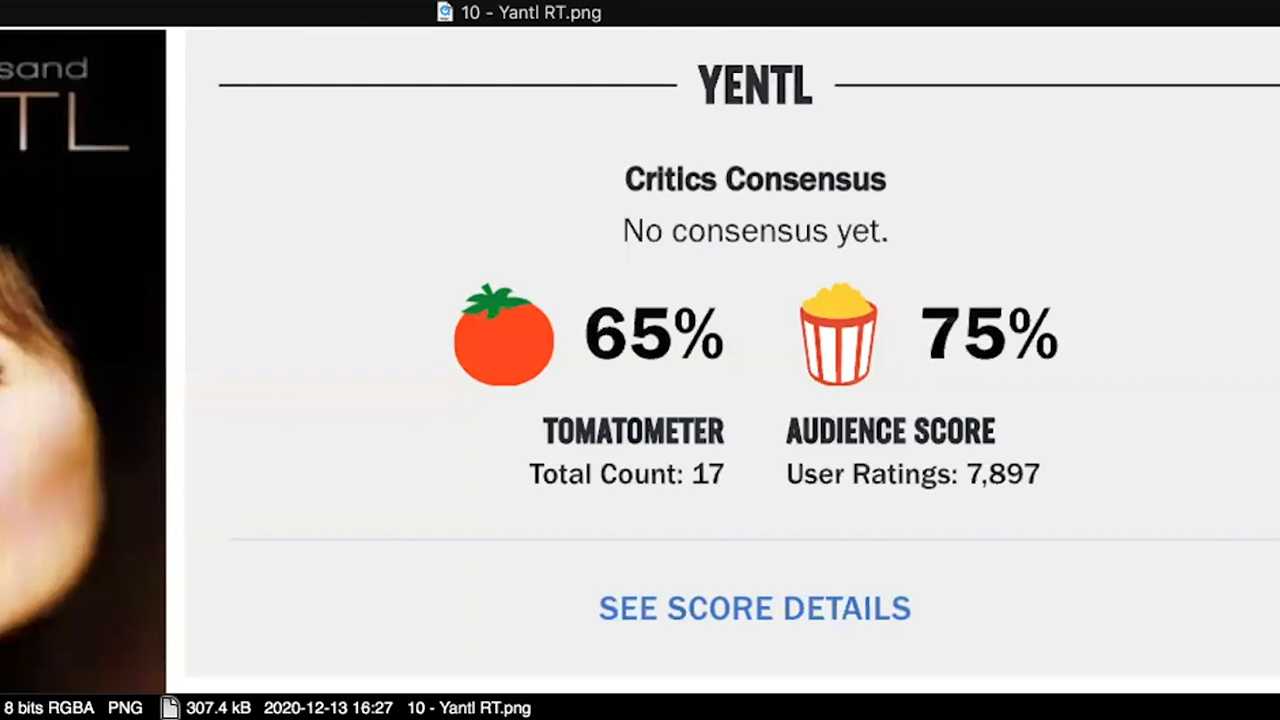 10 - Yantl RT.png
sand
TL
YENTL
Critics Consensus
No consensus yet.
65%
75%
TOMATOMETER
AUDIENCE SCORE
Total Count: 17
User Ratings: 7,897
SEE SCORE DETAILS
8 bits RGBA PNG 307.4 kB 2020-12-13 16:27 10 - Yantl RT.png